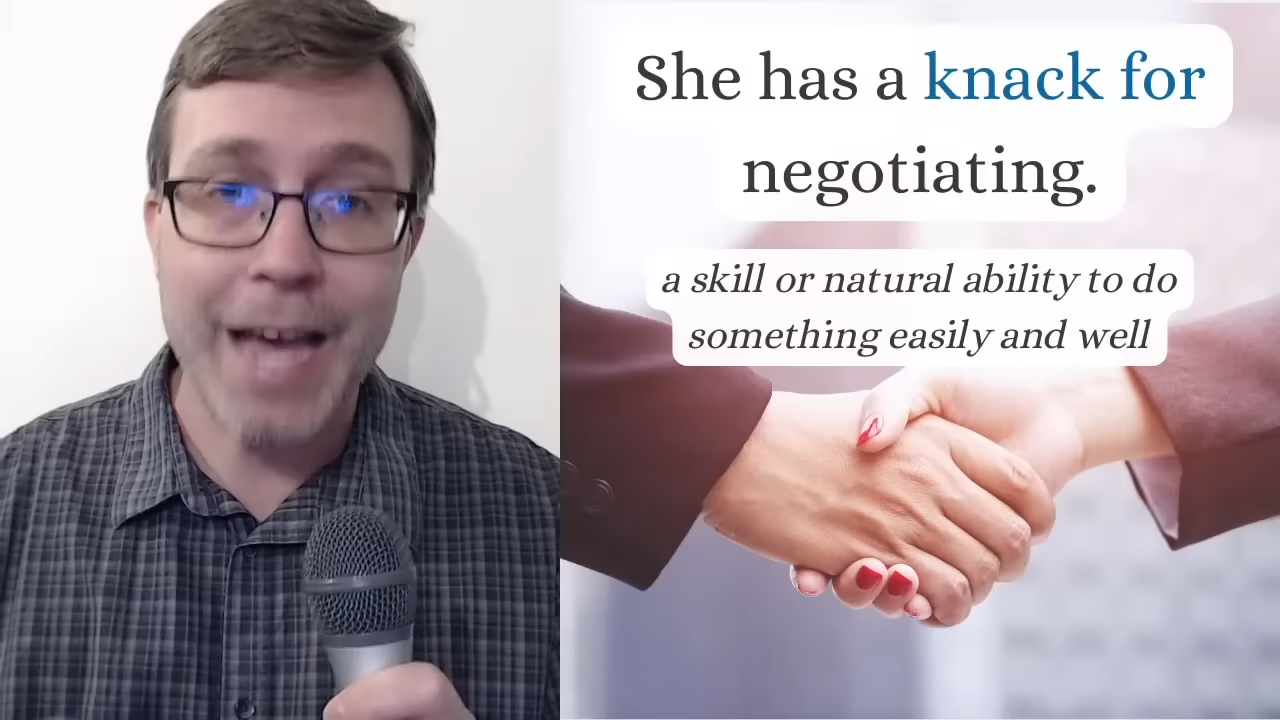 She has a knack for
negotiating.
a skill or natural ability to do
something easily and well